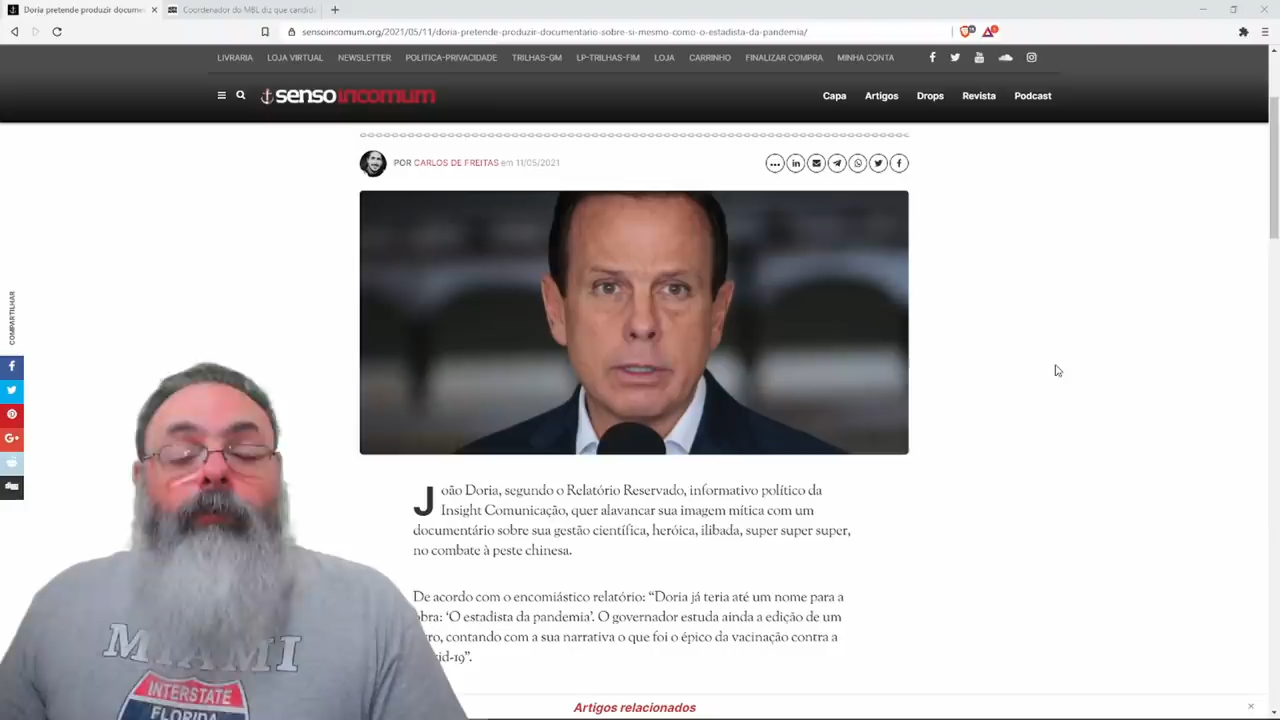 Doria pretende produzir docume
Coordenador do MBL diz que candid
sensoincomum.org/2021/05/11/doria-pretende-produzir-documentario-sobre-si-mesmo-como-o-estadista-da-pandemia/
LIVRARIA LOJA VIRTUAL NEWSLETTER POLITICA-PRIVACIDADE TRILHAS-GM LP-TRILHAS-FIM LOJA CARRINHO FINALIZAR COMPRA MINHA CONTA
senso incomum Capa Artigos Drops Revista Podcast
POR CARLOS DE FREITAS em 11/05/2021
COMPARTILHAR
João Doria, segundo o Relatório Reservado, informativo político da
Insight Comunicação, quer alavancar sua imagem mítica com um
documentário sobre sua gestão científica, heróica, ilibada, super super super,
no combate à peste chinesa.
De acordo com o encomiástico relatório: “Doria já teria até um nome para a
obra: ‘O estadista da pandemia’. O governador estuda ainda a edição de um
ro, contando com a sua narrativa o que foi o épico da vacinação contra a
id-19”.
Artigos relacionados
MIAMI
INTERSTATE
FLORIDA